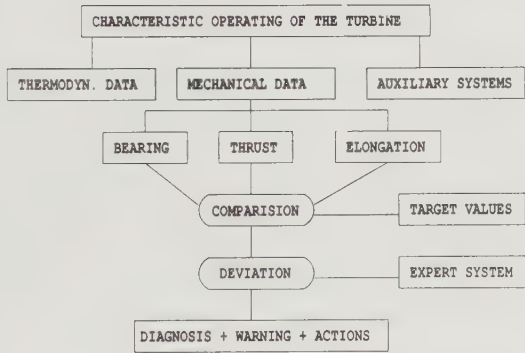 CHARACTERISTIC OPERATING OF THE TURBINE
THERMODYN. DATA
MECHANICAL DATA
AUXILIARY SYSTEMS
BEARING
THRUST
ELONGATION
COMPARISION
TARGET VALUES
DEVIATION
EXPERT SYSTEM
DIAGNOSIS + WARNING + ACTIONS